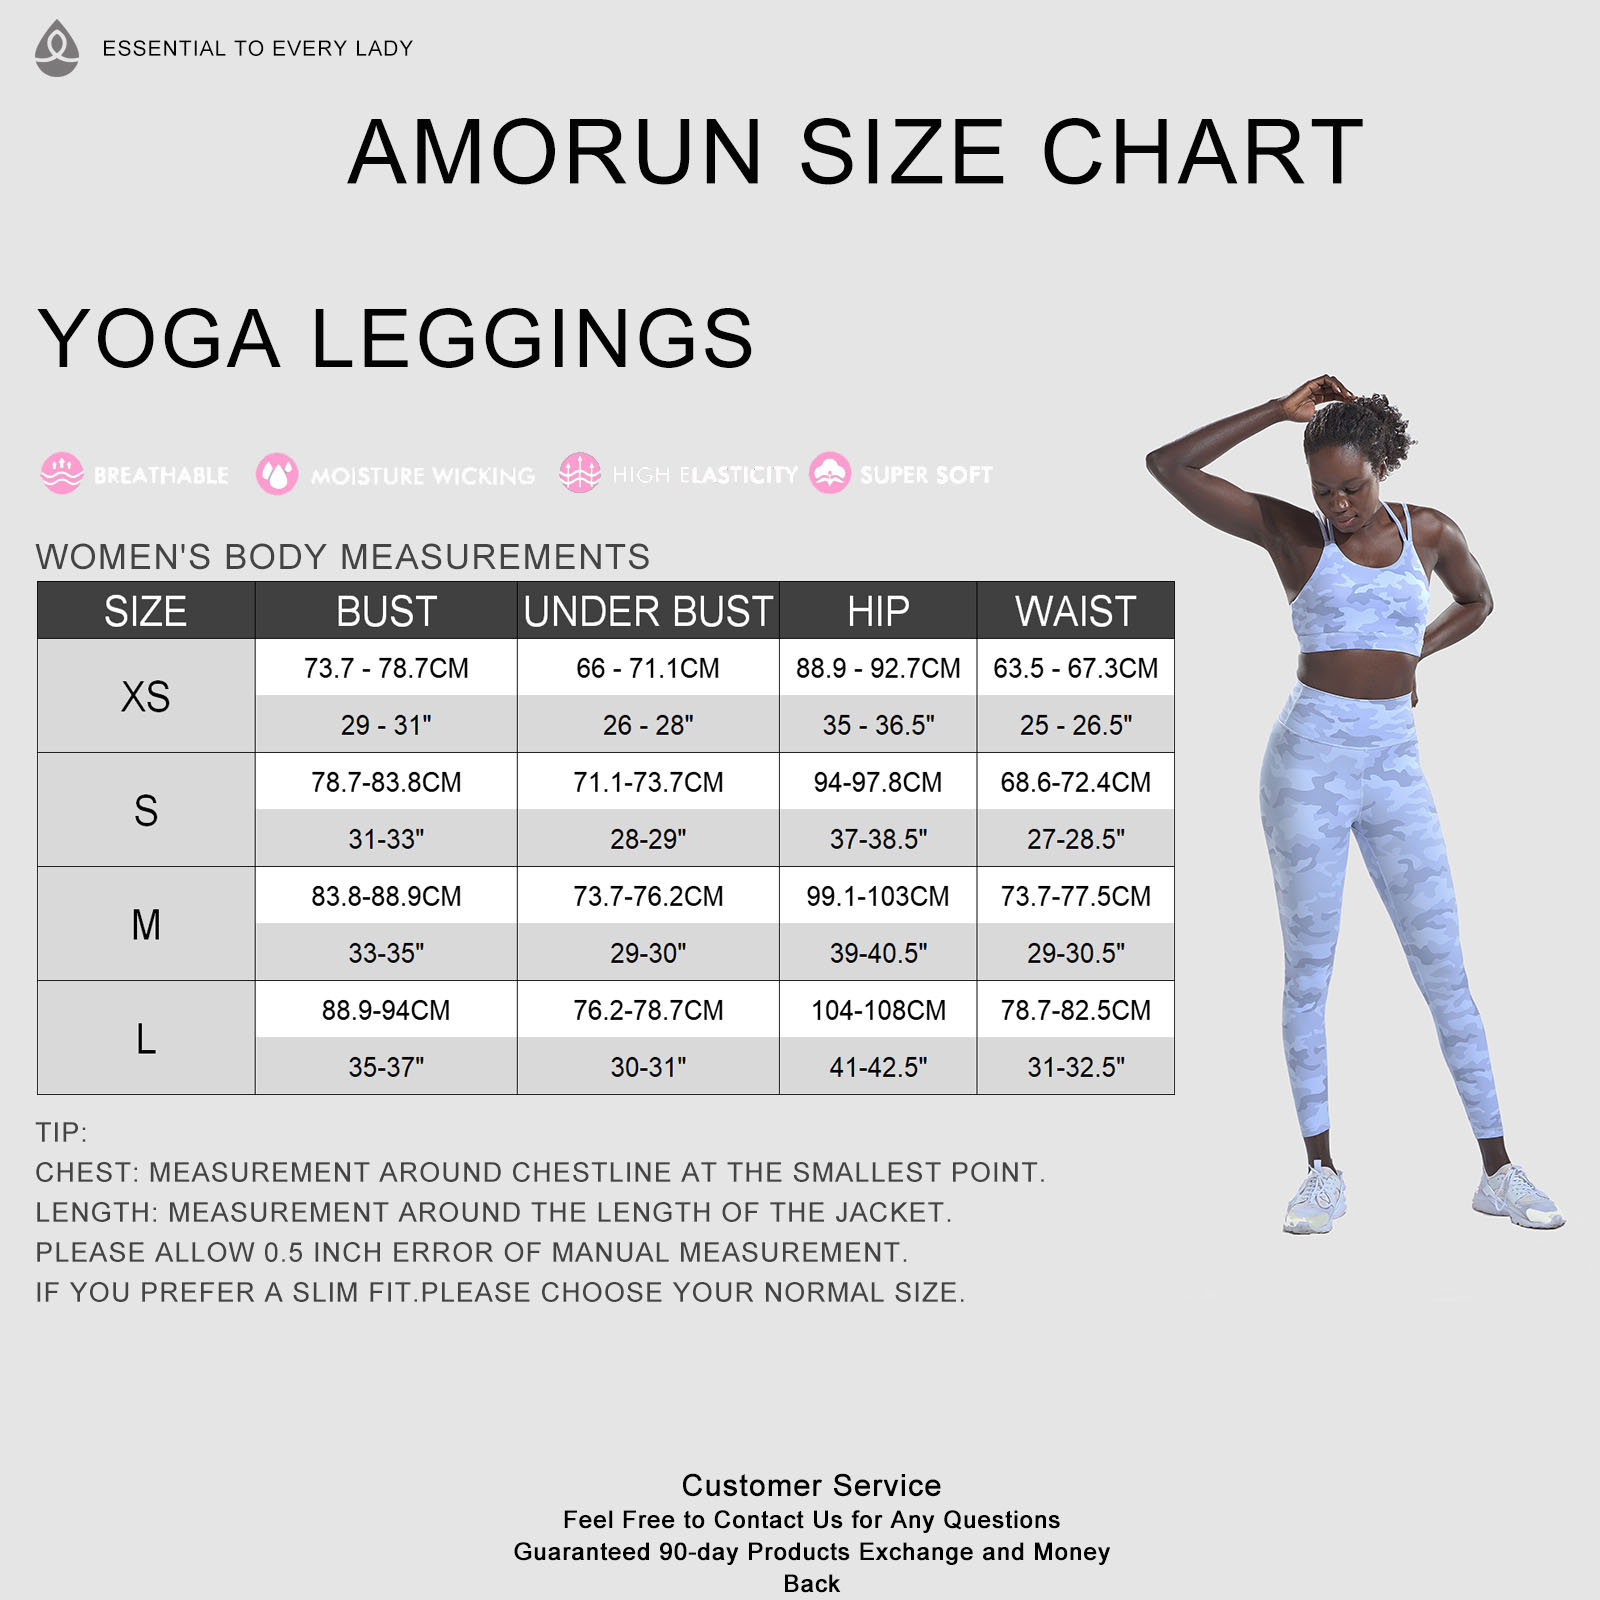 ESSENTIAL TO EVERY LADY
AMORUN SIZE CHART
YOGA LEGGINGS
BREATHABLE MOISTURE WICKING HIGH ELASTICITY SUPER SOFT
WOMEN'S BODY MEASUREMENTS
SIZE BUST UNDER BUST HIP WAIST
XS
73.7 - 78.7CM 66 - 71.1CM 88.9 - 92.7CM 63.5 - 67.3CM
29 - 31" 26 - 28" 35 - 36.5" 25 - 26.5"
S
78.7-83.8CM 71.1-73.7CM 94-97.8CM 68.6-72.4CM
31-33" 28-29" 37-38.5" 27-28.5"
M
83.8-88.9CM 73.7-76.2CM 99.1-103CM 73.7-77.5CM
33-35" 29-30" 39-40.5" 29-30.5"
L
88.9-94CM 76.2-78.7CM 104-108CM 78.7-82.5CM
35-37" 30-31" 41-42.5" 31-32.5"
TIP:
CHEST: MEASUREMENT AROUND CHESTLINE AT THE SMALLEST POINT.
LENGTH: MEASUREMENT AROUND THE LENGTH OF THE JACKET.
PLEASE ALLOW 0.5 INCH ERROR OF MANUAL MEASUREMENT.
IF YOU PREFER A SLIM FIT.PLEASE CHOOSE YOUR NORMAL SIZE.
Customer Service
Feel Free to Contact Us for Any Questions
Guaranteed 90-day Products Exchange and Money
Back